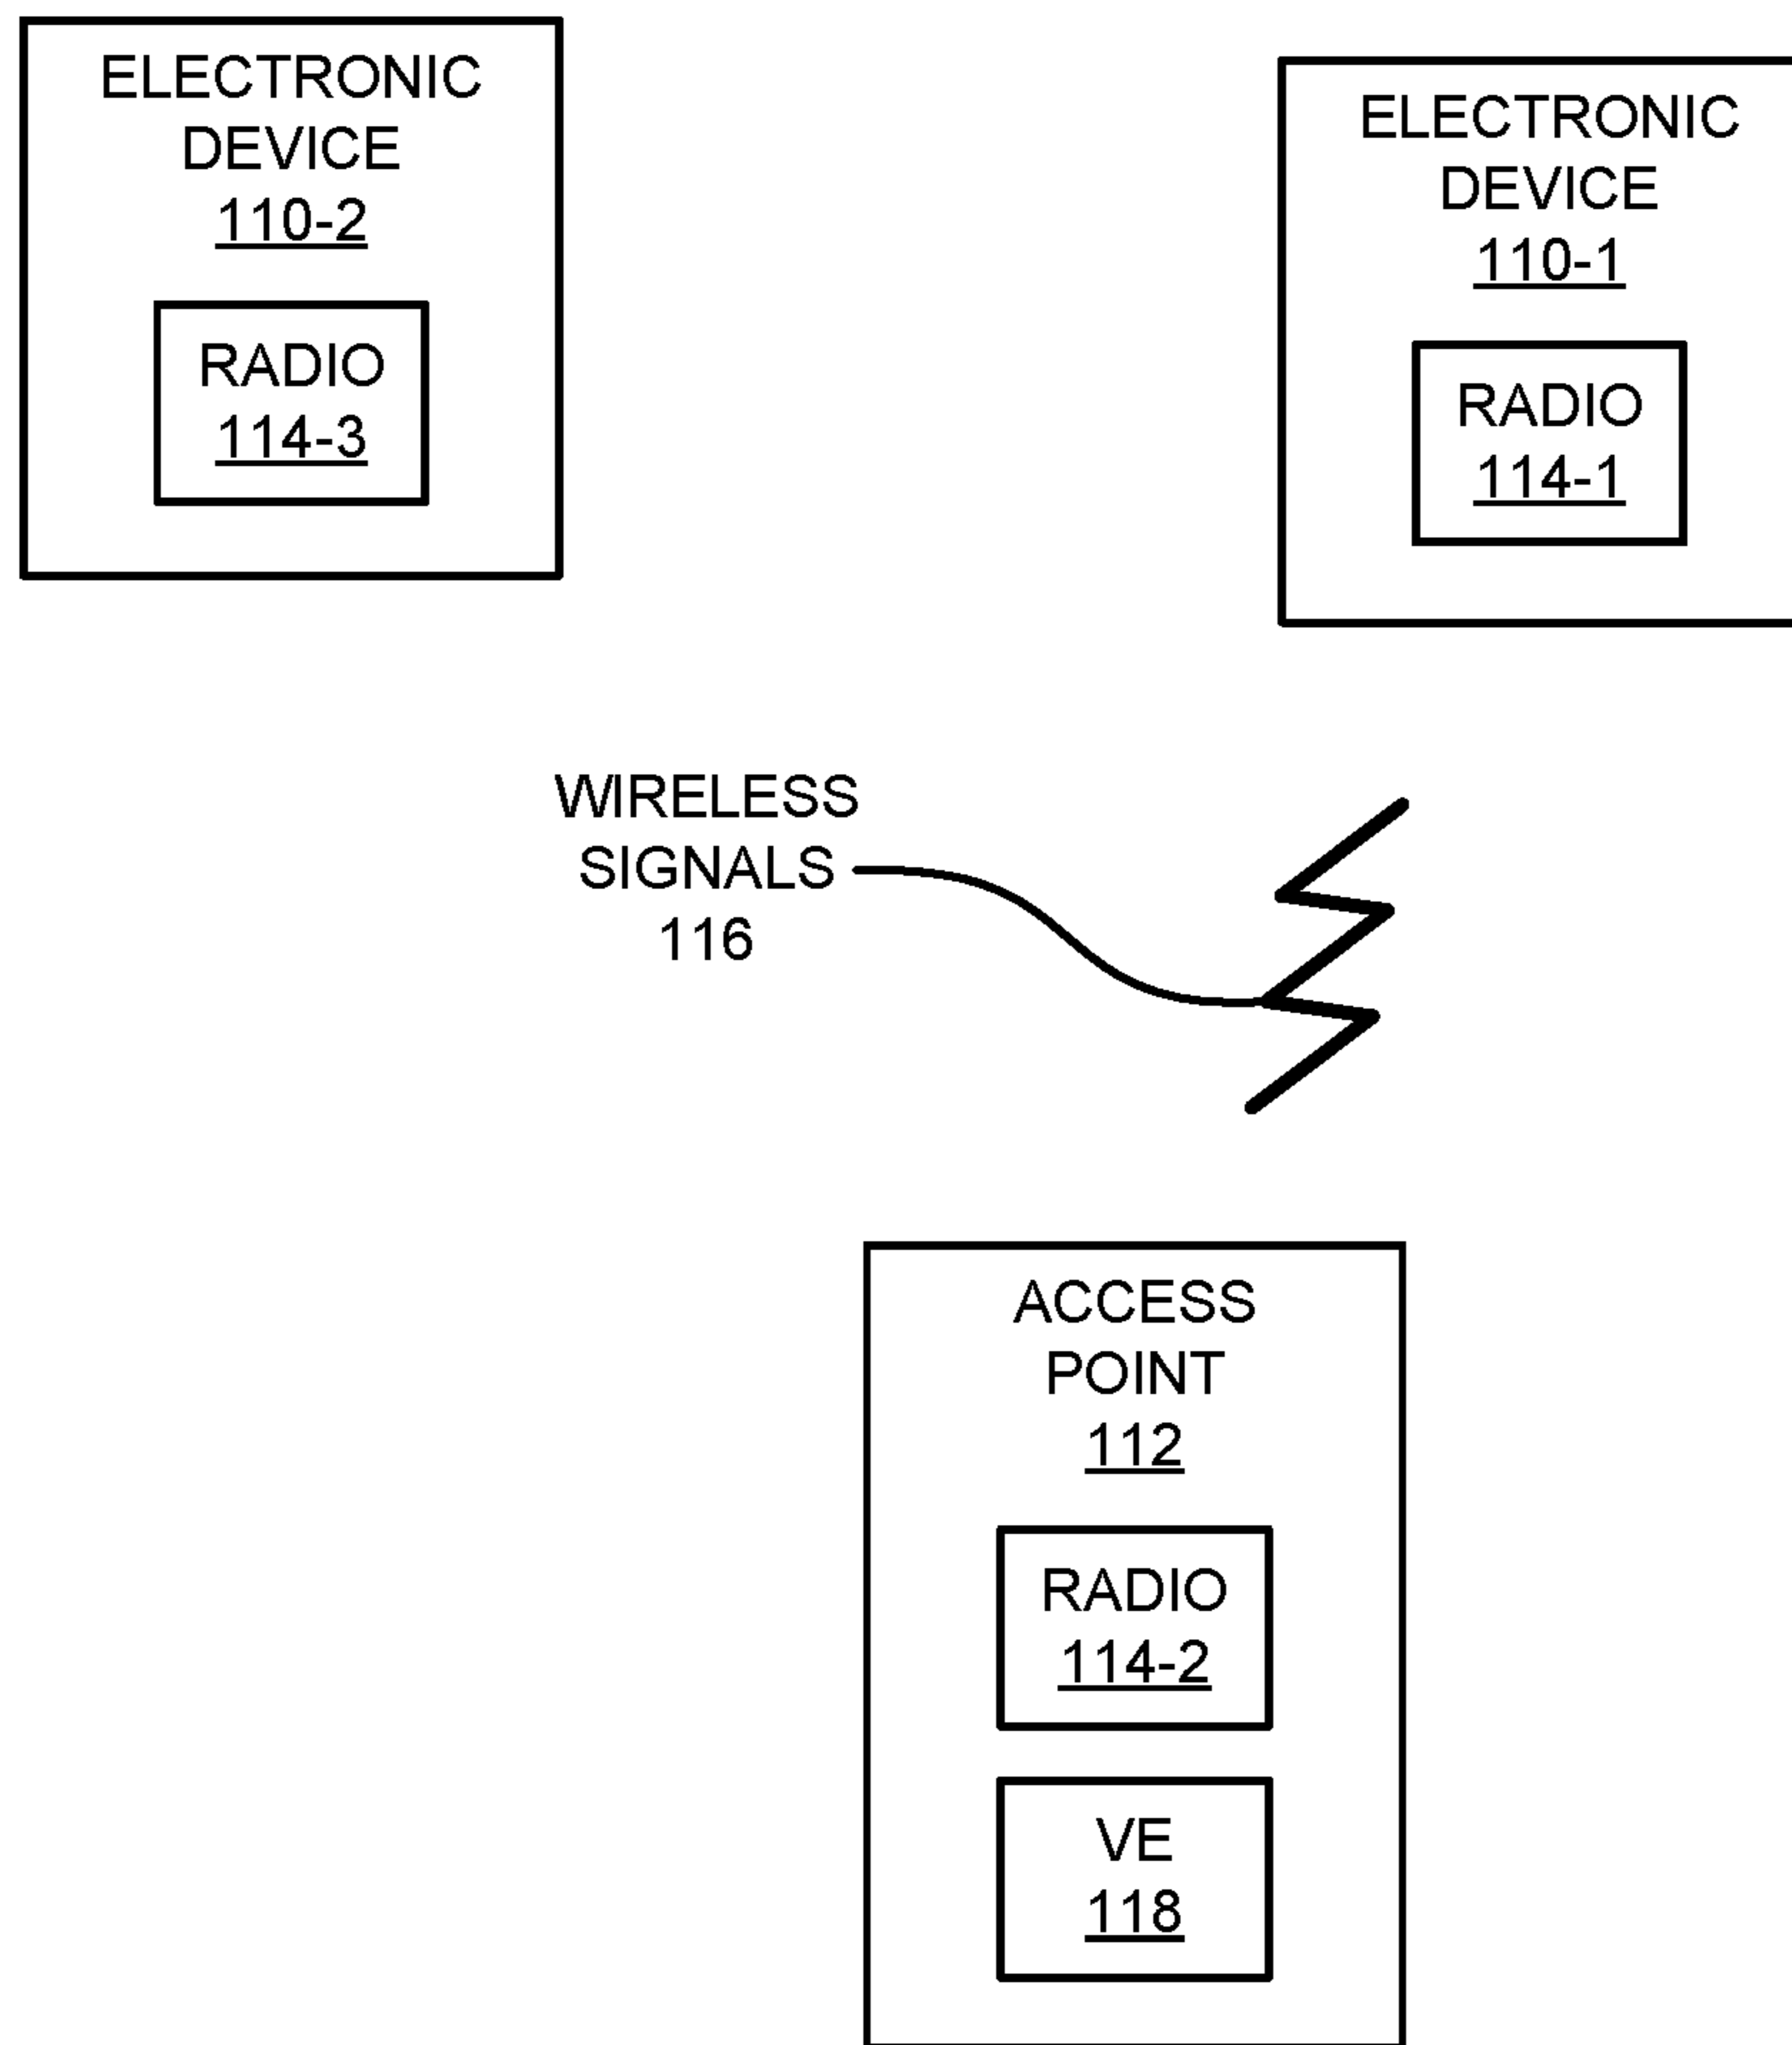 ELECTRONIC
DEVICE
110-2
RADIO
114-3
ELECTRONIC
DEVICE
110-1
RADIO
114-1
WIRELESS
SIGNALS
116
ACCESS
POINT
112
RADIO
114-2
VE
118